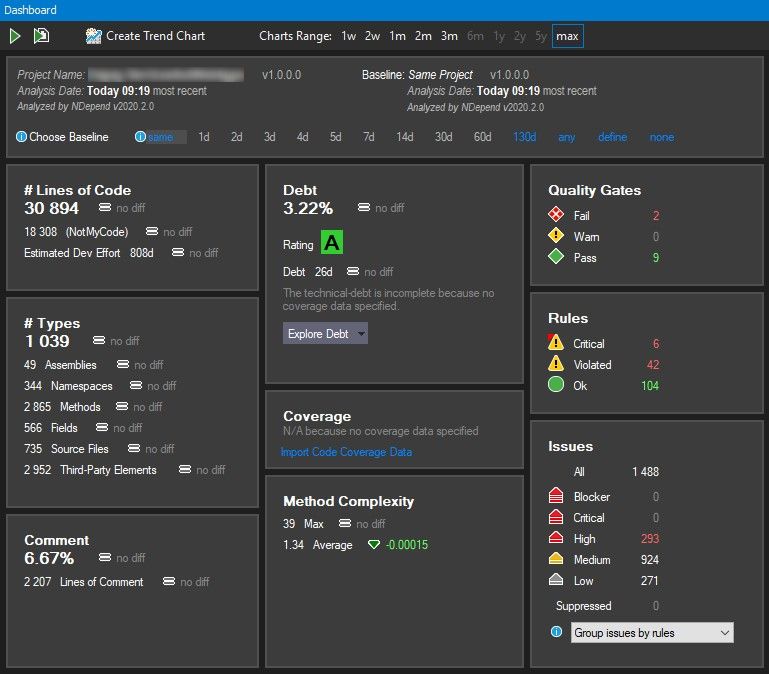 Dashboard
Create Trend Chart Charts Range: 1w 2w 1m 2m 3m 6m 1y 2y 5y max
Project Name: v1.0.0.0 Baseline: Same Project v1.0.0.0
Analysis Date: Today 09:19 most recent Analysis Date: Today 09:19 most recent
Analyzed by NDepend v2020.2.0 Analyzed by NDepend v2020.2.0
Choose Baseline same 1d 2d 3d 4d 5d 7d 14d 30d 60d 130d any define none
# Lines of Code
30 894 no diff
18 308 (NotMyCode) no diff
Estimated Dev Effort 808d no diff
# Types
1 039 no diff
49 Assemblies no diff
344 Namespaces no diff
2 865 Methods no diff
566 Fields no diff
735 Source Files no diff
2 952 Third-Party Elements no diff
Comment
6.67% no diff
2 207 Lines of Comment no diff
Debt
3.22% no diff
Rating A
Debt 26d no diff
The technical-debt is incomplete because no
coverage data specified.
Explore Debt
Coverage
N/A because no coverage data specified
Import Code Coverage Data
Method Complexity
39 Max no diff
1.34 Average -0.00015
Quality Gates
Fail 2
Warn 0
Pass 9
Rules
Critical 6
Violated 42
Ok 104
Issues
All 1 488
Blocker 0
Critical 0
High 293
Medium 924
Low 271
Suppressed 0
Group issues by rules